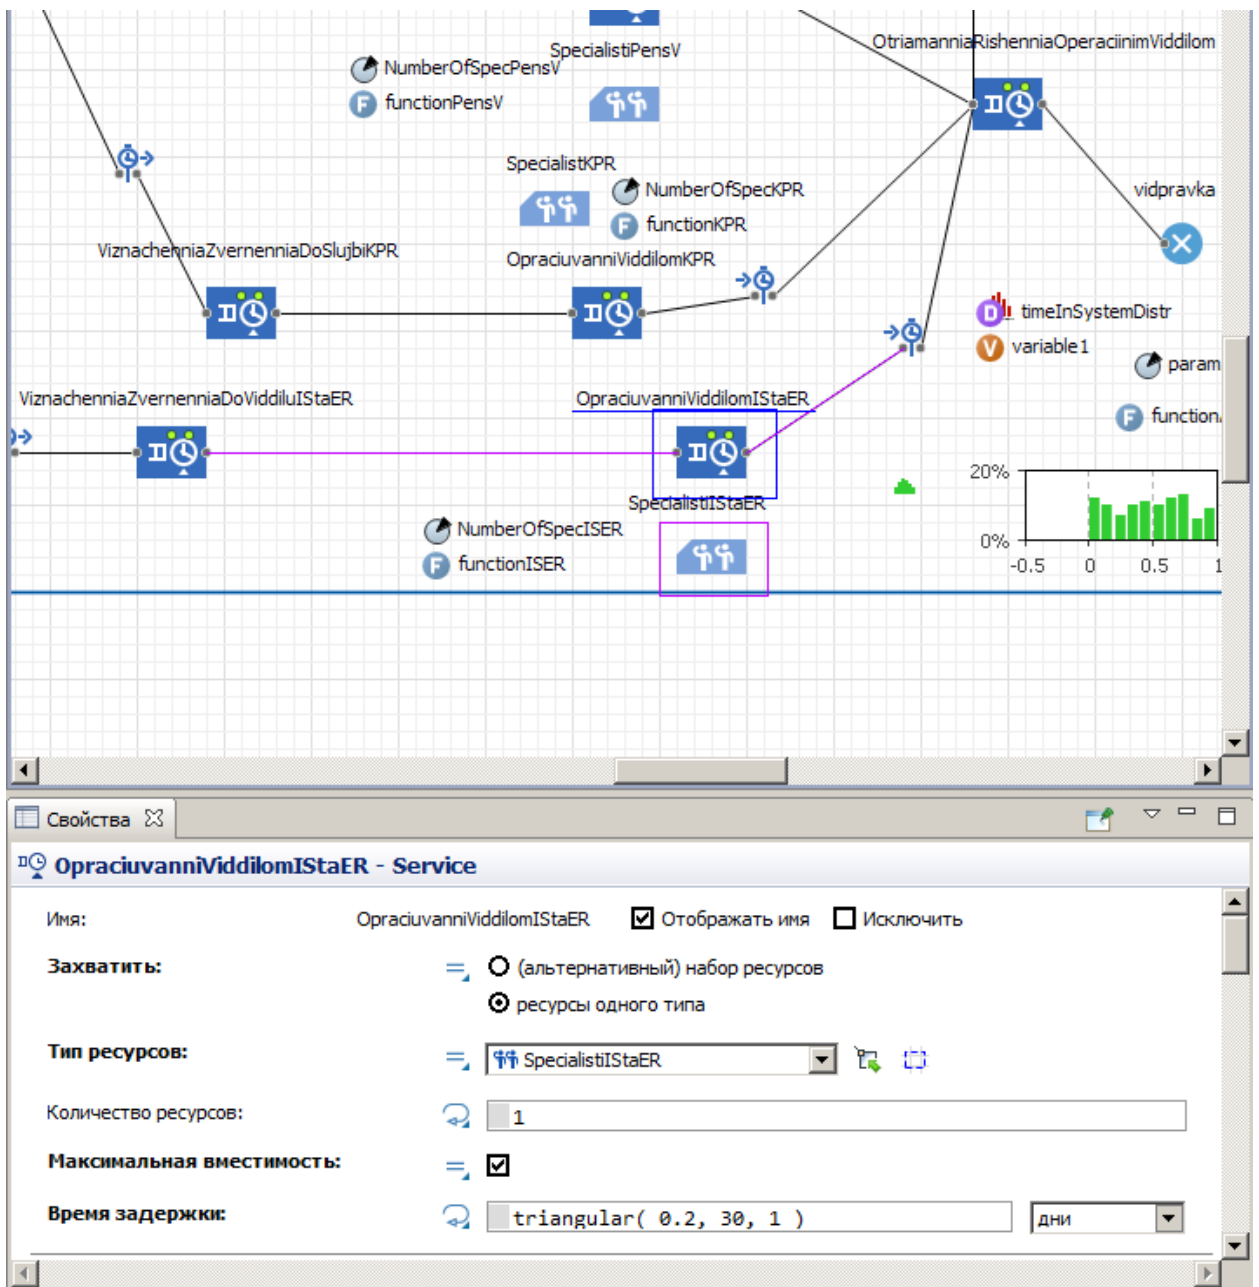 OtriamanniaRishenniaOperaciinimViddilom
SpecialistiPensV
NumberOfSpecPensV
functionPensV
SpecialistKPR
NumberOfSpecKPR
functionKPR
vidpravka
ViznachenniaZvernenniaDoSlujbiKPR
OpraciuvanniViddilomKPR
timeInSystemDistr
variable1
param
ViznachenniaZvernenniaDoViddiluIStaER
OpraciuvanniViddilomIStaER
function
20%
SpecialistiIStaER
NumberOfSpecISER
0%
functionISER
-0.5 0 0.5 1
Свойства
OpraciuvanniViddilomIStaER - Service
Имя: OpraciuvanniViddilomIStaER Отображать имя Исключить
Захватить: (альтернативный) набор ресурсов
ресурсы одного типа
Тип ресурсов: SpecialistiIStaER
Количество ресурсов: 1
Максимальная вместимость:
Время задержки: triangular( 0.2, 30, 1 ) дни